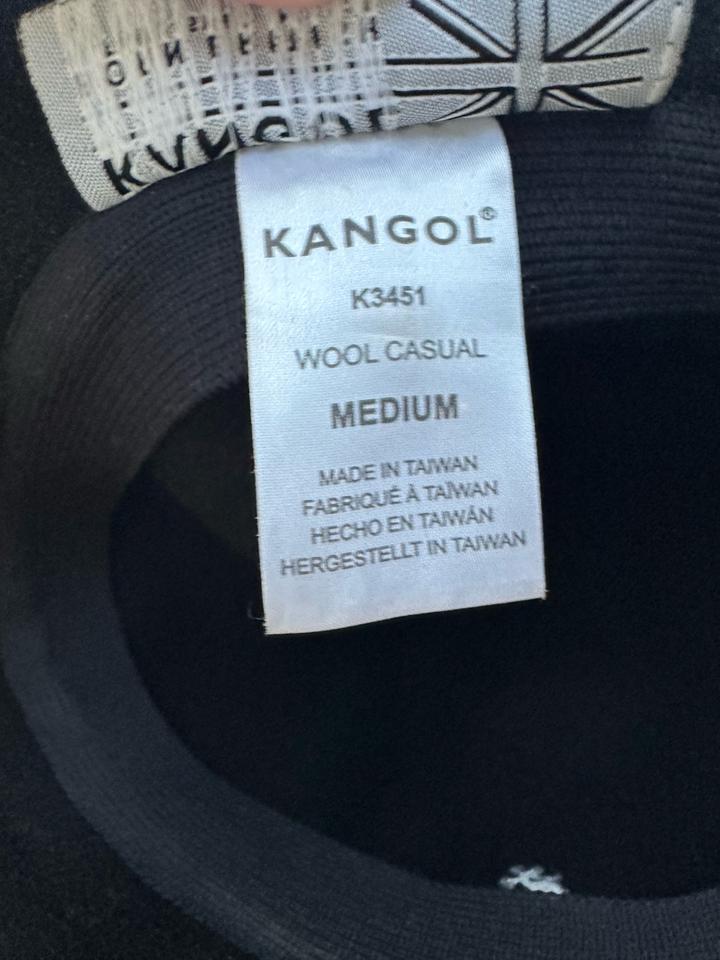 KANGOL®
K3451
WOOL CASUAL
MEDIUM
MADE IN TAIWAN
FABRIQUÉ À TAÏWAN
HECHO EN TAIWÁN
HERGESTELLT IN TAIWAN